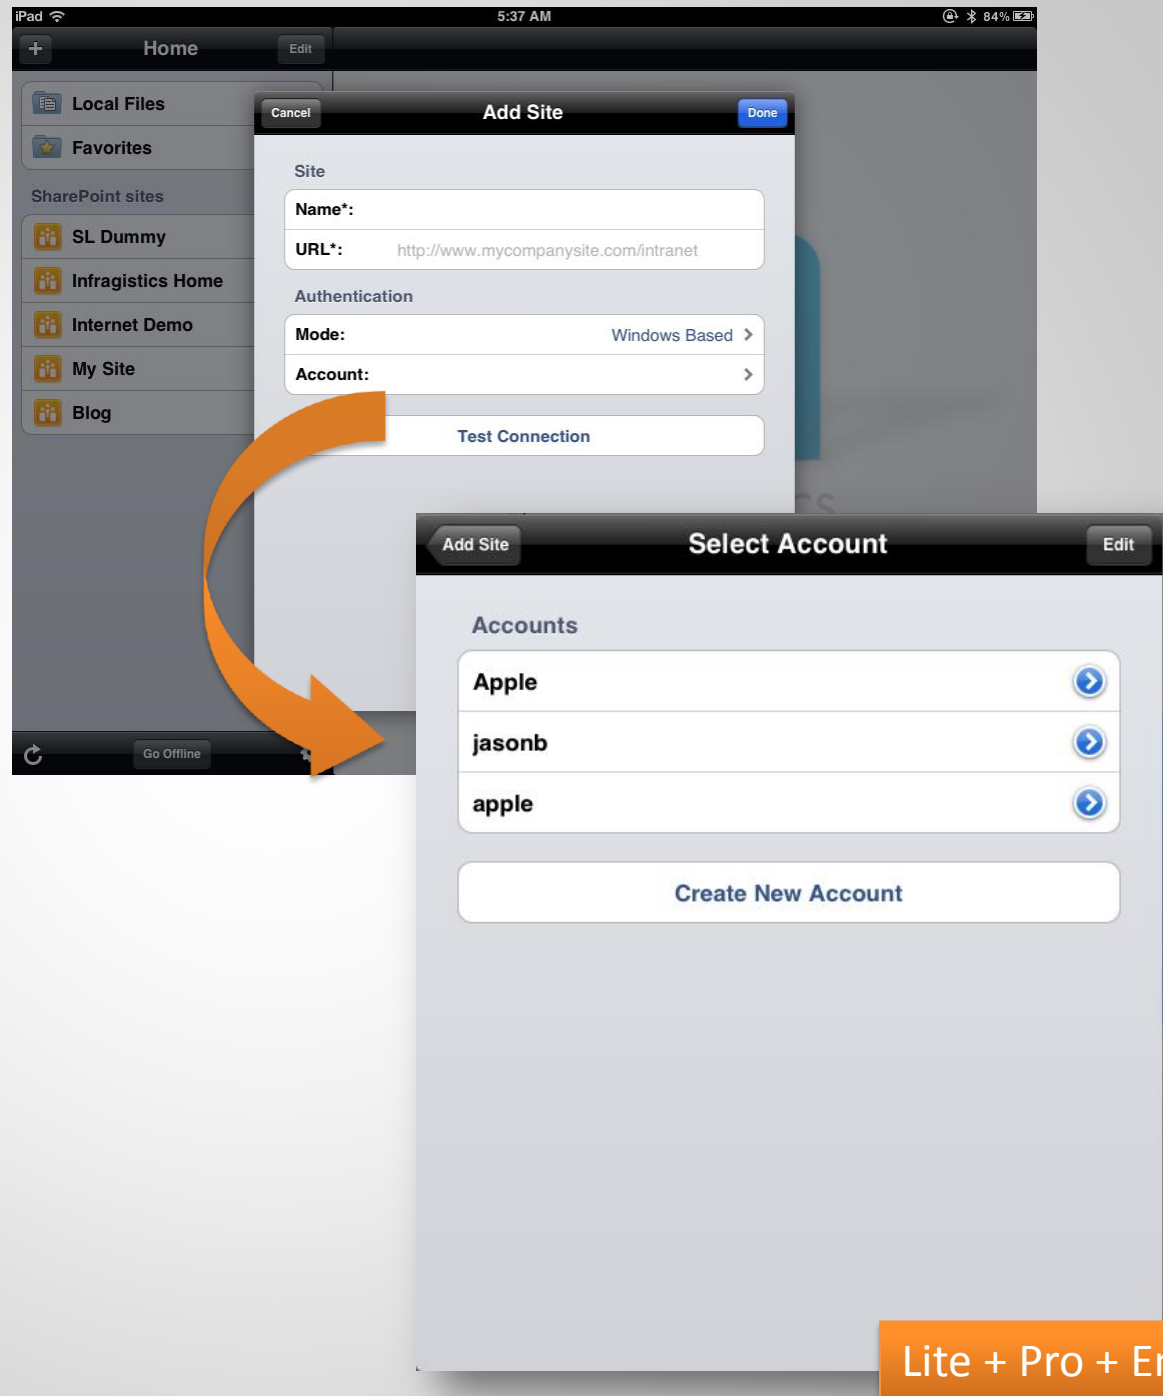 iPad 5:37 AM 84%
+ Home Edit
Local Files
Favorites
SharePoint sites
SL Dummy
Infragistics Home
Internet Demo
My Site
Blog
Go Offline
Cancel Add Site Done
Site
Name*:
URL*: http://www.mycompanysite.com/intranet
Authentication
Mode: Windows Based
Account:
Test Connection
CS
Add Site Select Account Edit
Accounts
Apple
jasonb
apple
Create New Account
Lite + Pro +